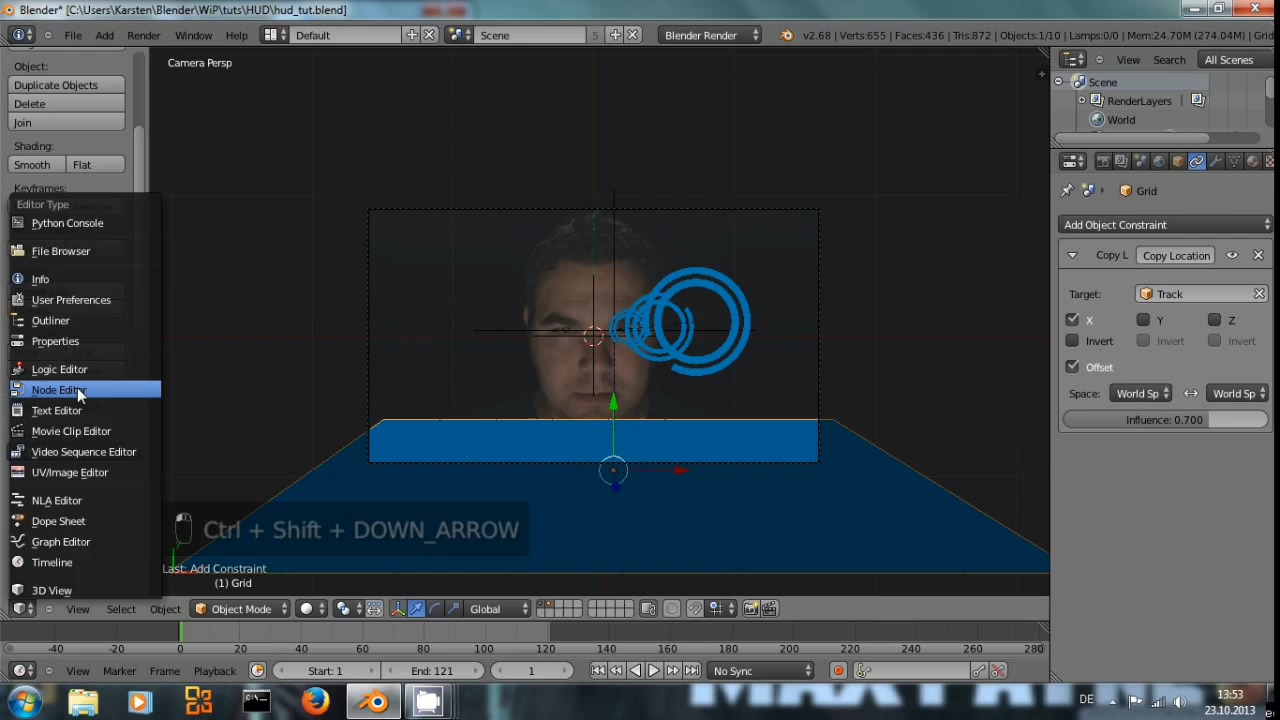 Blender* [C:\Users\Karsten\WiP\tuts\HUD\hud_tut.blend]
File Add Render Window Help Default Scene 5 Blender Render v2.68 | Verts:655 | Faces:436 | Tris:872 | Objects:1/10 | Lamps:0/0 | Mem:24.70M (274.04M) | Grid
Object:
Duplicate Objects
Delete
Join
Shading:
Smooth Flat
Keyframes:
Editor Type
Python Console
File Browser
Info
User Preferences
Outliner
Properties
Logic Editor
Node Editor
Text Editor
Movie Clip Editor
Video Sequence Editor
UV/Image Editor
NLA Editor
Dope Sheet
Graph Editor
Timeline
3D View
Camera Persp
Ctrl + Shift + DOWN_ARROW
Last: Add Constraint
(1) Grid
View Search All Scenes
Scene
RenderLayers |
World
Grid
Add Object Constraint
Copy L Copy Location
Target: Track
X Y Z
Invert Invert Invert
Offset
Space: World Sp World Sp
Influence: 0.700
View Select Object Object Mode Global
-40 -20 0 20 40 60 80 100 120 140 160 180 200 220 240 260 280
View Marker Frame Playback Start: 1 End: 121 1 No Sync
DE 13:53
23.10.2013